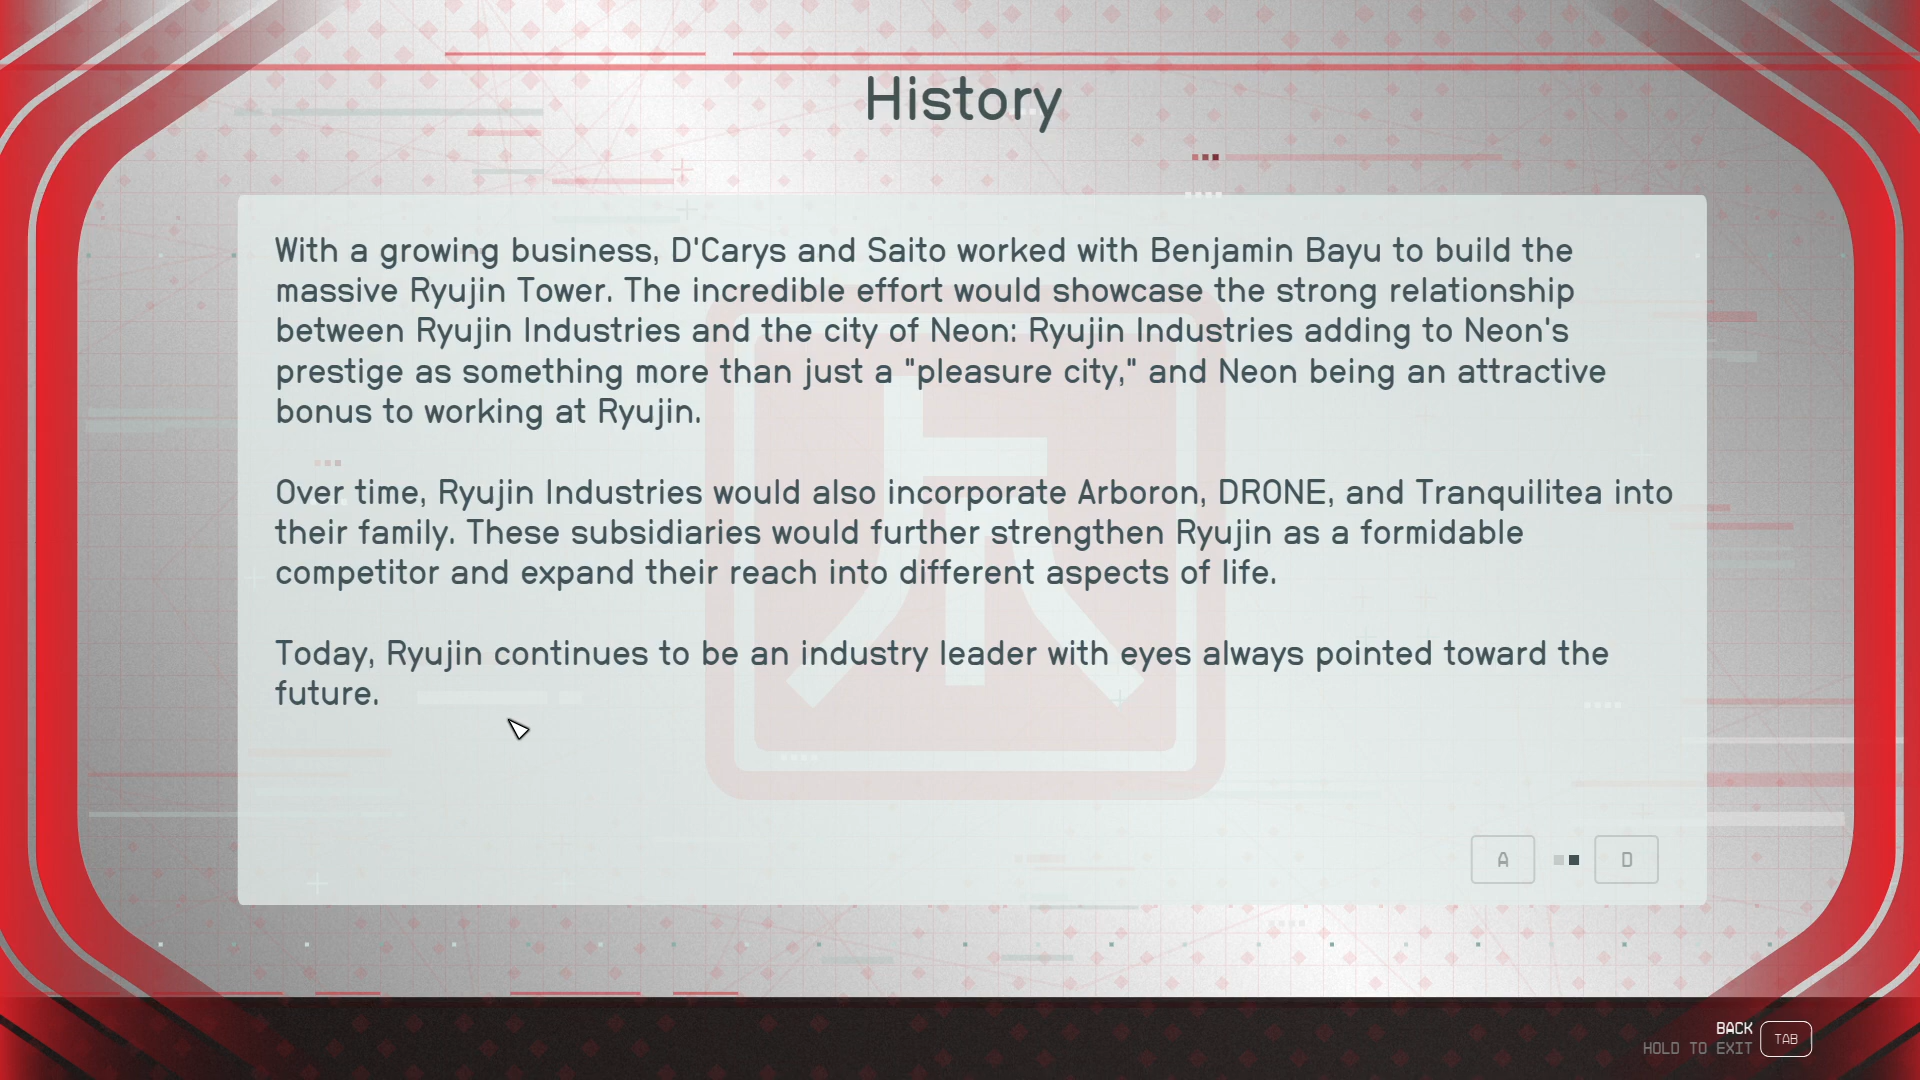 History
With a growing business, D'Carys and Saito worked with Benjamin Bayu to build the
massive Ryujin Tower. The incredible effort would showcase the strong relationship
between Ryujin Industries and the city of Neon: Ryujin Industries adding to Neon's
prestige as something more than just a "pleasure city," and Neon being an attractive
bonus to working at Ryujin.
Over time, Ryujin Industries would also incorporate Arboron, DRONE, and Tranquilitea into
their family. These subsidiaries would further strengthen Ryujin as a formidable
competitor and expand their reach into different aspects of life.
Today, Ryujin continues to be an industry leader with eyes always pointed toward the
future.
A D
BACK
HOLD TO EXIT TAB